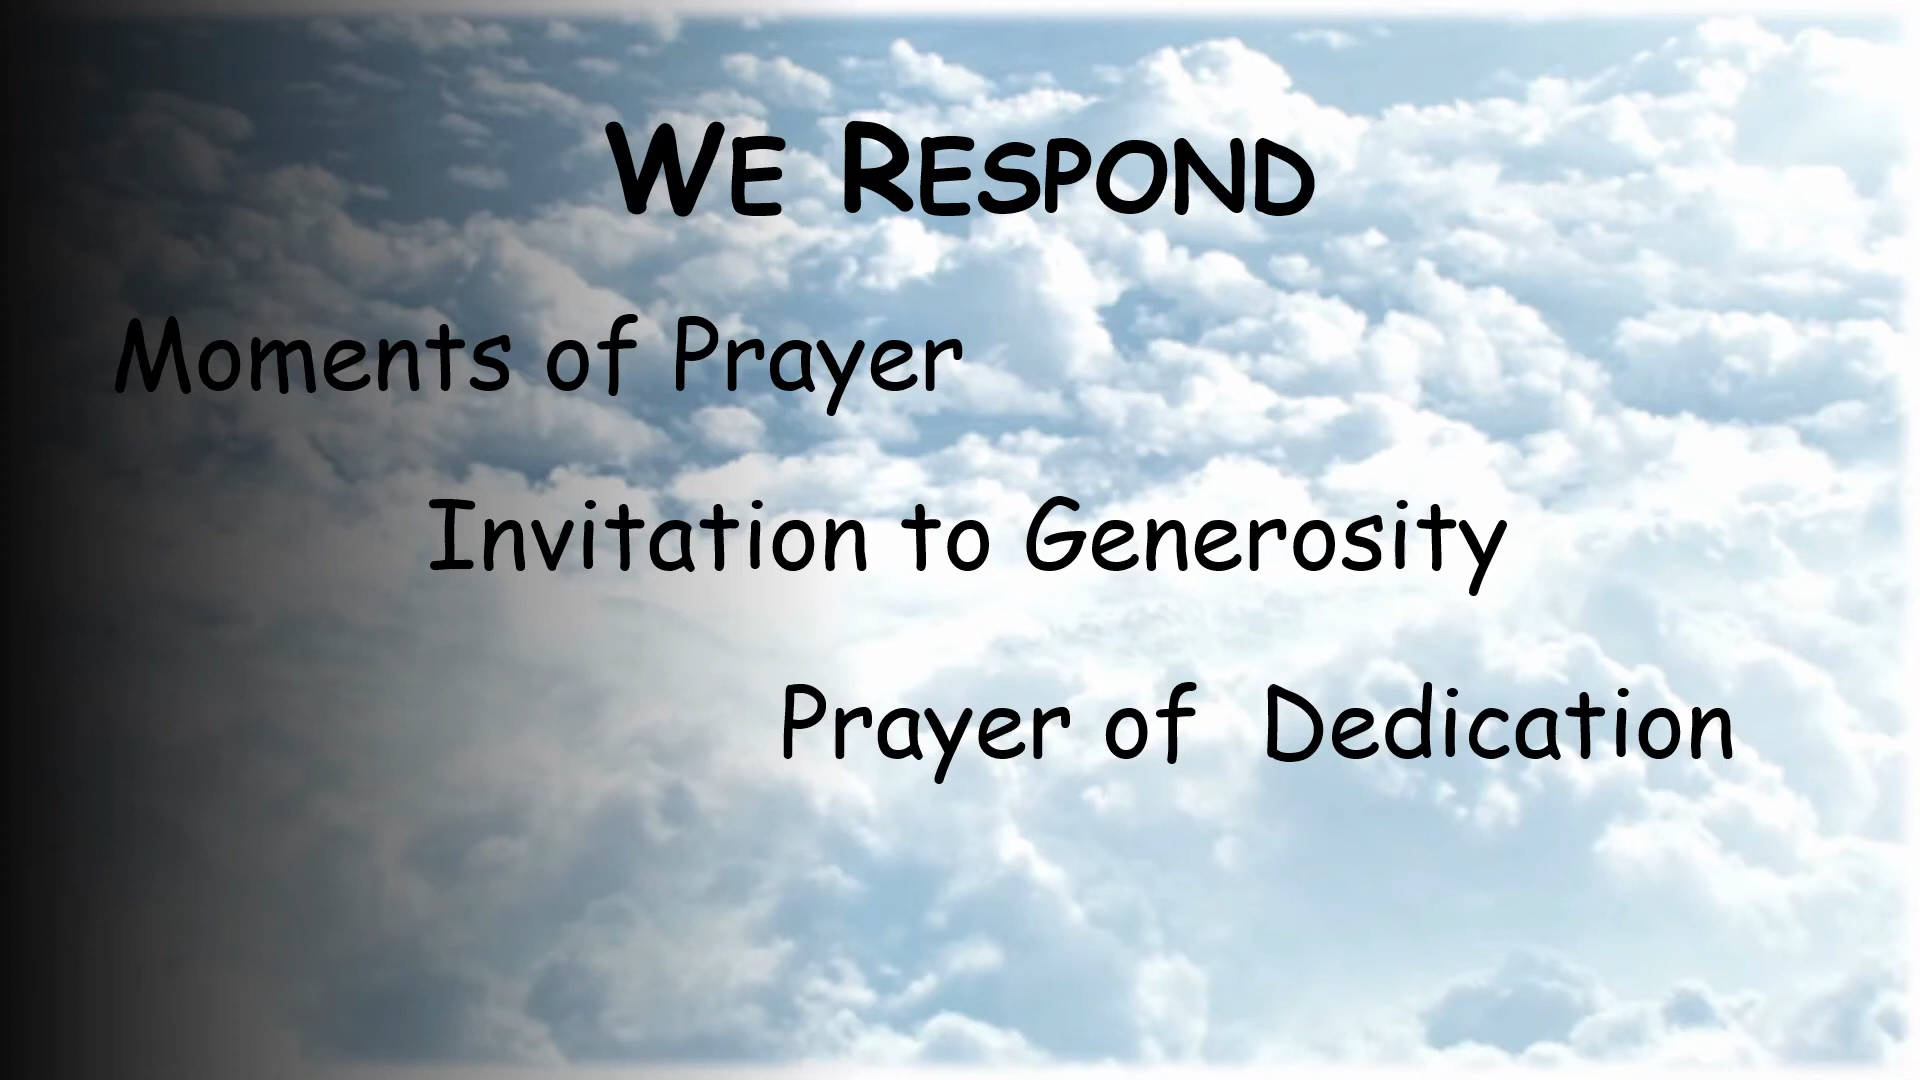 WE RESPOND
Moments of Prayer
Invitation to Generosity
Prayer of  Dedication